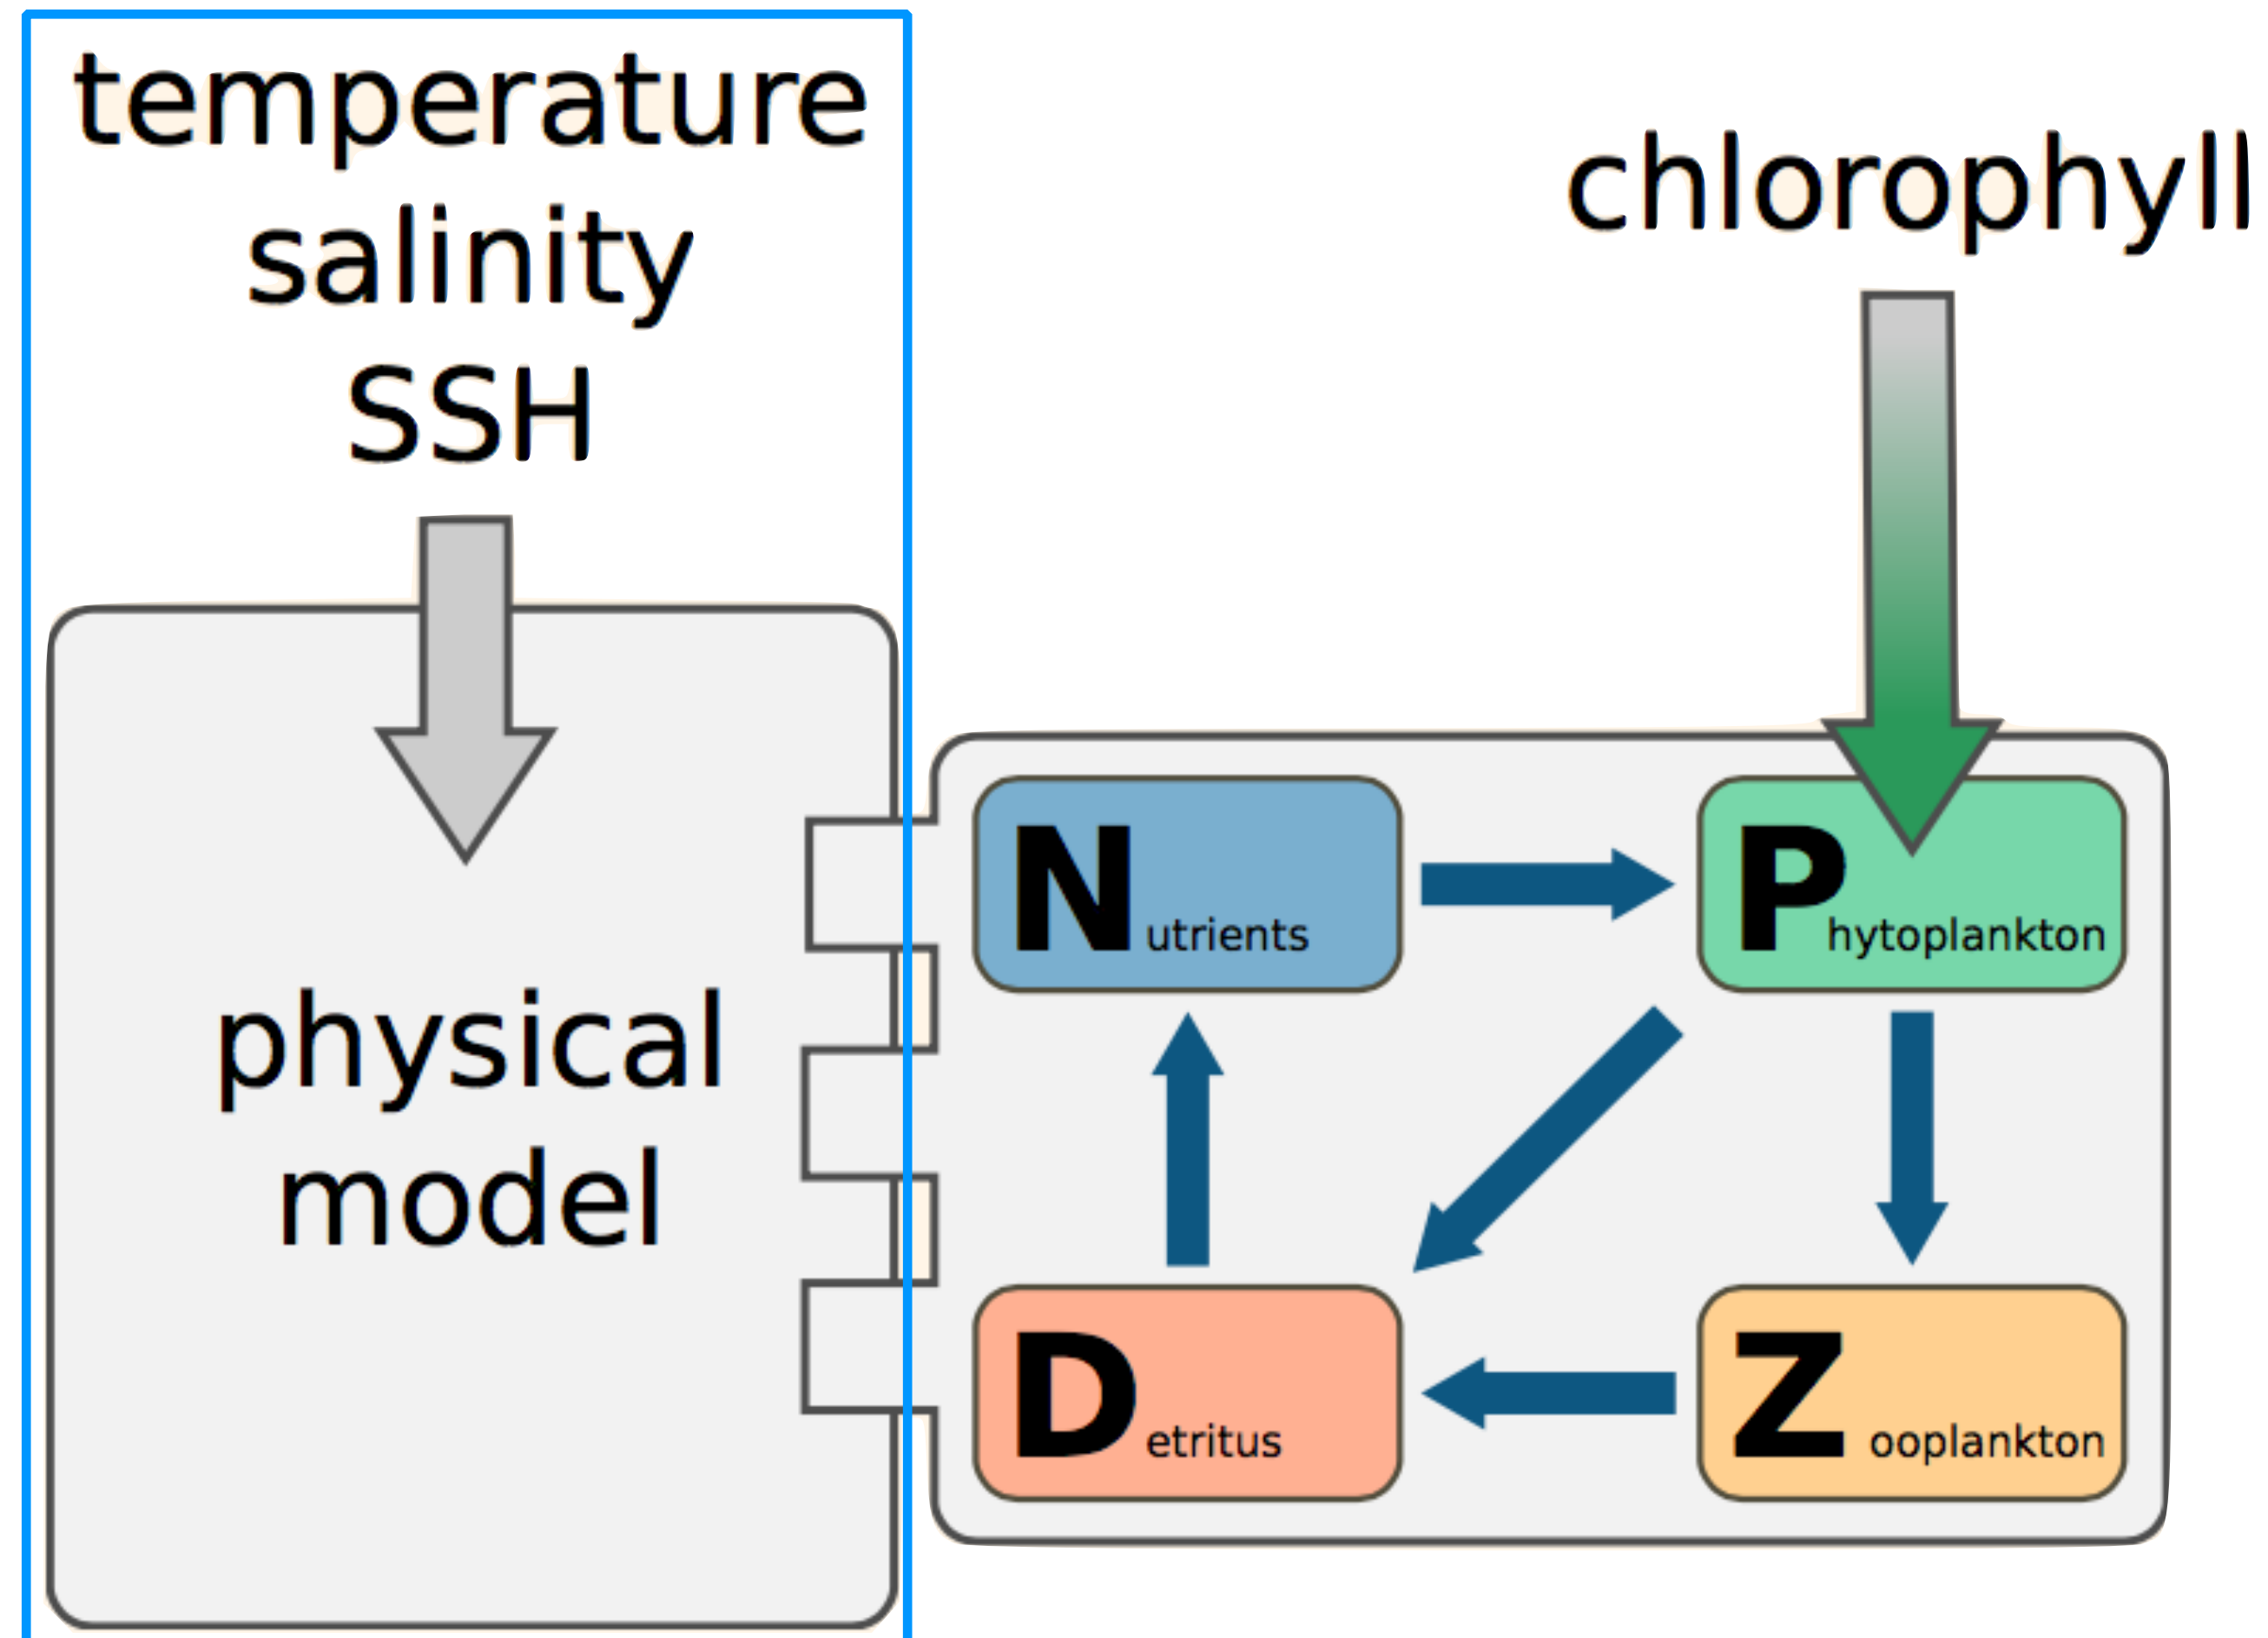 temperature
salinity
SSH
chlorophyll
physical
model
Nutrients
Phytoplankton
Detritus
Zooplankton